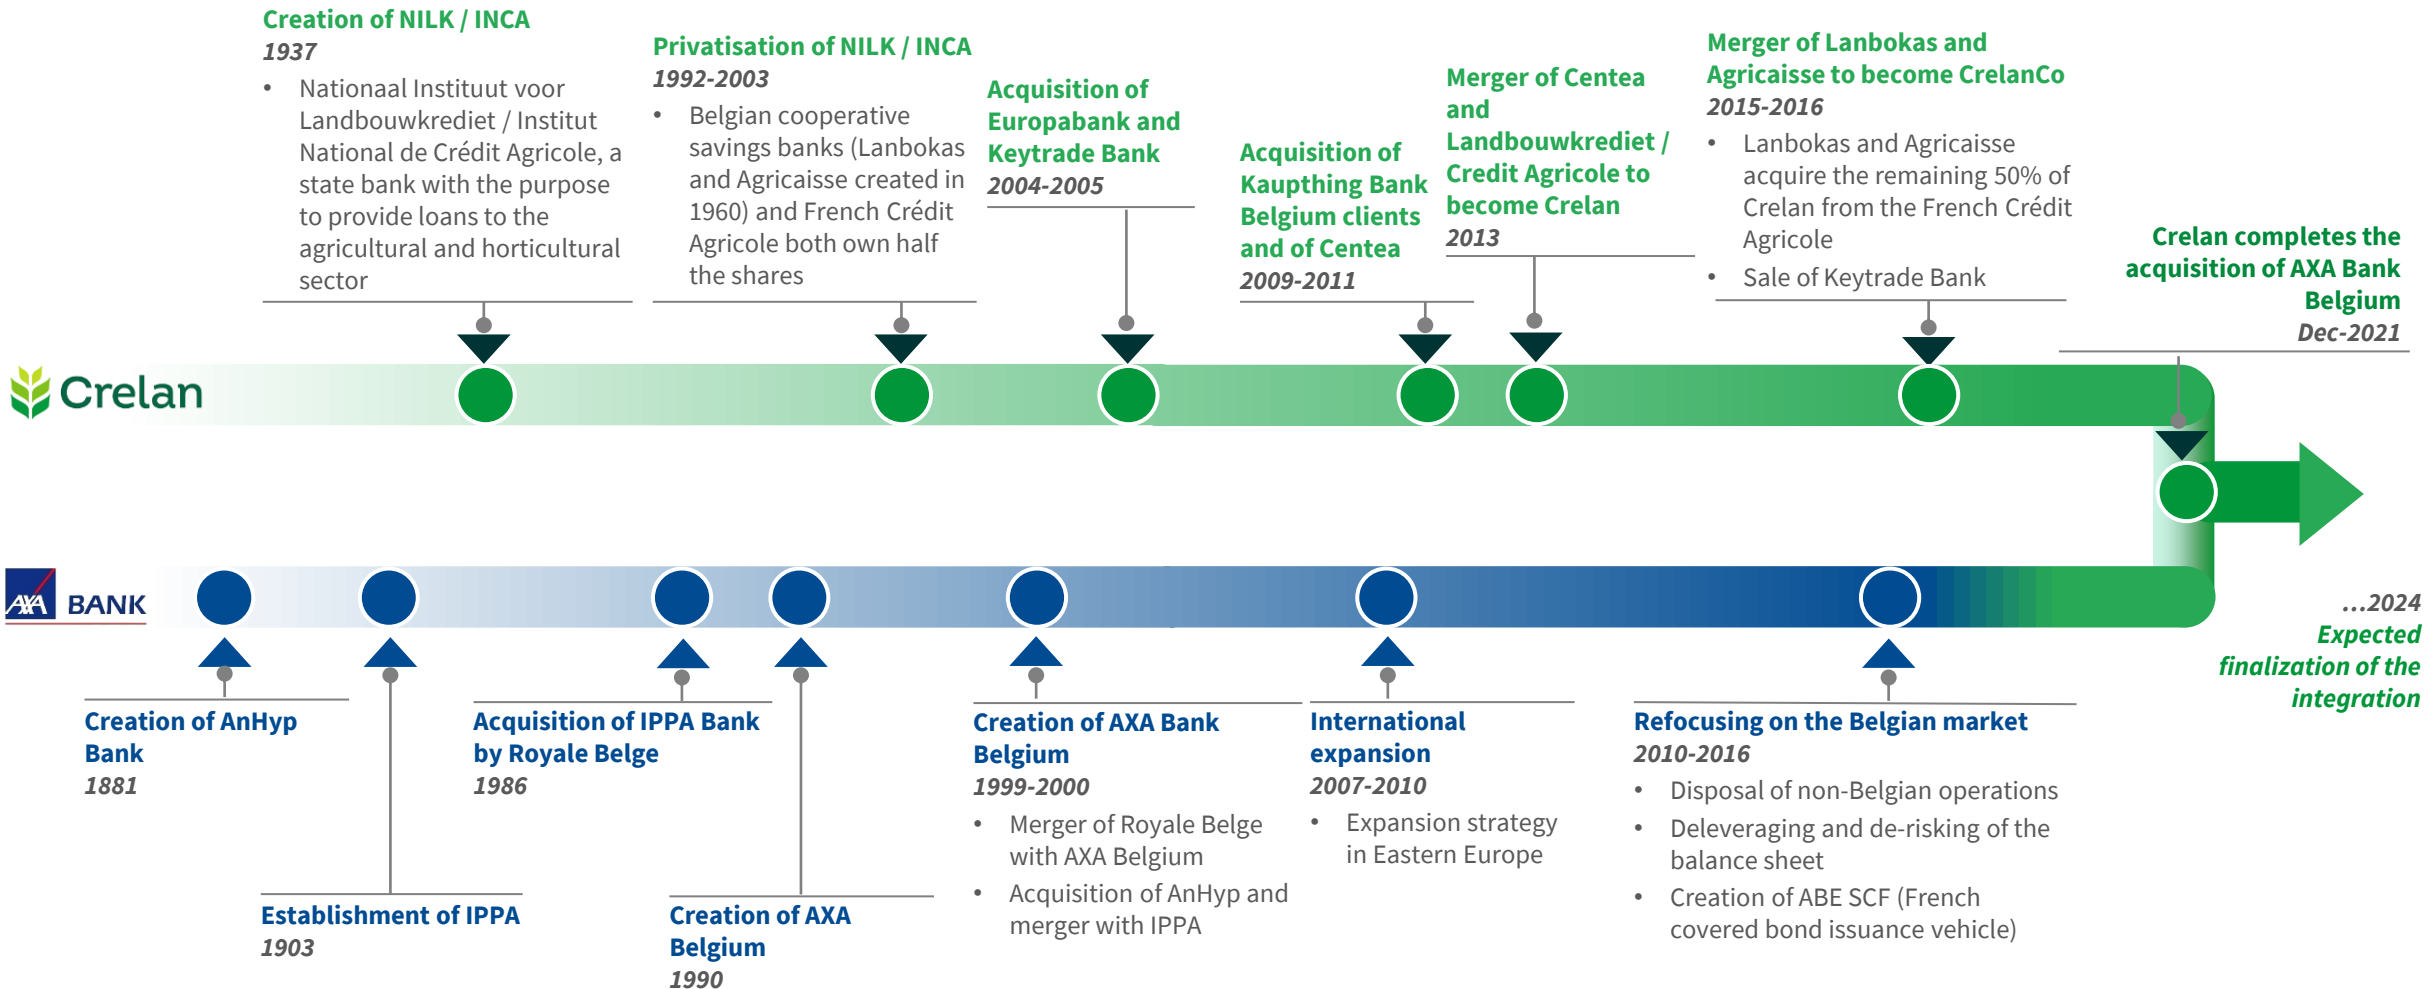 Creation of NILK / INCA
1937
• Nationaal Instituut voor
Landbouwkrediet / Institut
National de Crédit Agricole, a
state bank with the purpose
to provide loans to the
agricultural and horticultural
sector
Privatisation of NILK / INCA
1992-2003
• Belgian cooperative
savings banks (Lanbokas
and Agricaisse created in
1960) and French Crédit
Agricole both own half
the shares
Acquisition of
Europabank and
Keytrade Bank
2004-2005
Acquisition of
Kaupthing Bank
Belgium clients
and of Centea
2009-2011
Merger of Centea
and
Landbouwkrediet /
Credit Agricole to
become Crelan
2013
Merger of Lanbokas and
Agricaisse to become CrelanCo
2015-2016
• Lanbokas and Agricaisse
acquire the remaining 50% of
Crelan from the French Crédit
Agricole
• Sale of Keytrade Bank
Crelan completes the
acquisition of AXA Bank
Belgium
Dec-2021
Crelan
AXA BANK
Creation of AnHyp
Bank
1881
Establishment of IPPA
1903
Acquisition of IPPA Bank
by Royale Belge
1986
Creation of AXA
Belgium
1990
Creation of AXA Bank
Belgium
1999-2000
• Merger of Royale Belge
with AXA Belgium
• Acquisition of AnHyp and
merger with IPPA
International
expansion
2007-2010
• Expansion strategy
in Eastern Europe
Refocusing on the Belgian market
2010-2016
• Disposal of non-Belgian operations
• Deleveraging and de-risking of the
balance sheet
• Creation of ABE SCF (French
covered bond issuance vehicle)
…2024
Expected
finalization of the
integration